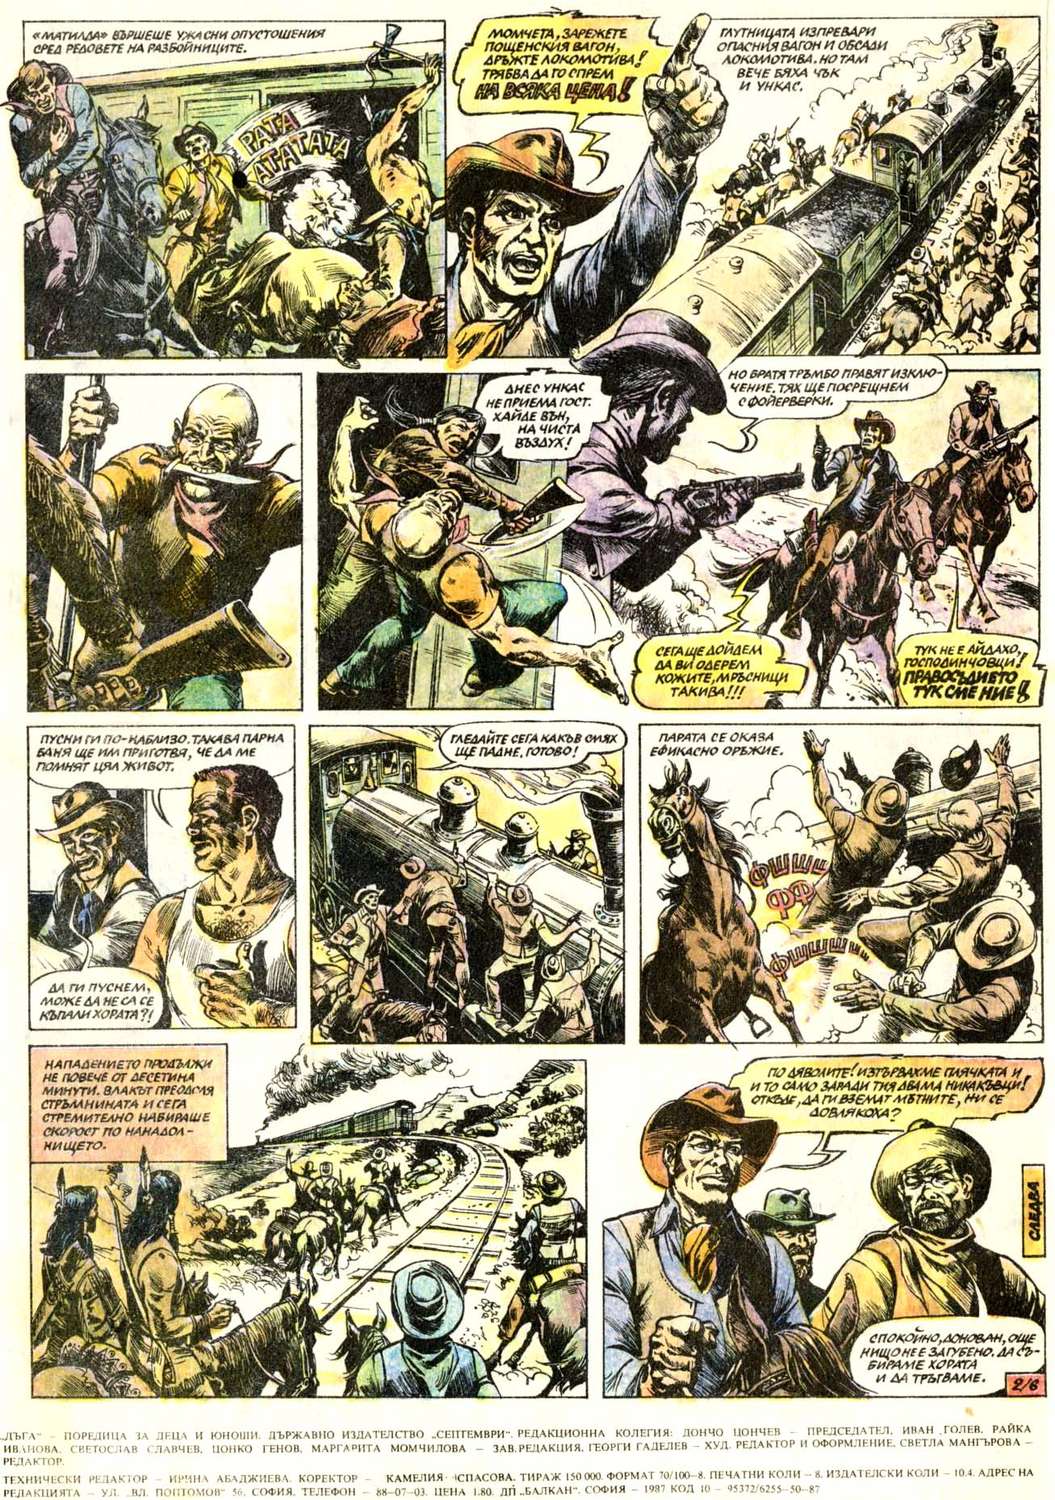 «МАТИЛДА» ВЪРШЕШЕ УЖАСНИ ОПУСТОШЕНИЯ
СРЕД РЕДОВЕТЕ НА РАЗБОЙНИЦИТЕ.
РАТА
АТАТАТА
МОМЧЕТА, ЗАРЕЖЕТЕ
ПОЩЕНСКИЯ ВАГОН,
ДРЪЖТЕ ЛОКОМОТИВА!
ТРЯБВА ДА ГО СПРЕМ
НА ВСЯКА ЦЕНА!
ГЛУТНИЦАТА ИЗПРЕВАРИ
ОПАСНИЯ ВАГОН И ОБСАДИ
ЛОКОМОТИВА. НО ТАМ
ВЕЧЕ БЯХА ЧЪК
И УНКАС.
ДНЕС УНКАС
НЕ ПРИЕМА ГОСТ.
ХАЙДЕ ВЪН,
НА ЧИСТА
ВЪЗДУХ!
НО БРАТЯ ТРЪМБО ПРАВЯТ ИЗКЛЮ-
ЧЕНИЕ. ТЯХ ЩЕ ПОСРЕЩНЕМ
С ФОЙЕРВЕРКИ.
СЕГА ЩЕ ДОЙДЕМ
ДА ВИ ОДЕРЕМ
КОЖИТЕ, МРЪСНИЦИ
ТАКИВА!!!
ТУК НЕ Е АЙДАХО,
ГОСПОДИНЧОВЦИ!
ПРАВОСЪДИЕТО
ТУК СМЕ НИЕ!!
ПУСНИ ГИ ПО-НАБЛИЗО. ТАКАВА ПАРНА
БАНЯ ЩЕ ИМ ПРИГОТВЯ, ЧЕ ДА МЕ
ПОМНЯТ ЦЯЛ ЖИВОТ.
ДА ГИ ПУСНЕМ,
МОЖЕ ДА НЕ СА СЕ
КЪПАЛИ ХОРАТА?!
ГЛЕДАЙТЕ СЕГА КАКЪВ СМЯХ
ЩЕ ПАДНЕ. ГОТОВО!
ПАРАТА СЕ ОКАЗА
ЕФИКАСНО ОРЪЖИЕ.
ФШШШ
ФФ
ФЩШШШ...
НАПАДЕНИЕТО ПРОДЪЛЖИ
НЕ ПОВЕЧЕ ОТ ДЕСЕТИНА
МИНУТИ. ВЛАКЪТ ПРЕОДОЛЯ
СТРЪМНИНАТА И СЕГА
СТРЕМИТЕЛНО НАБИРАШЕ
СКОРОСТ ПО НАНАДОЛ-
НИЩЕТО.
ПО ДЯВОЛИТЕ! ИЗТЪРВАХМЕ ПЛЯЧКАТА И
И ТО САМО ЗАРАДИ ТИЯ ДВАМА НИКАКЪВЦИ!
ОТКЪДЕ, ДА ГИ ВЗЕМАТ МЪТНИТЕ, НИ СЕ
ДОВЛЯКОХА?
СПОКОЙНО, ДОНОВАН, ОЩЕ
НИЩО НЕ Е ЗАГУБЕНО. ДА СЪ-
БИРАМЕ ХОРАТА
И ДА ТРЪГВАМЕ.
СЛЕДВА
2/6
„ДЪГА“ – ПОРЕДИЦА ЗА ДЕЦА И ЮНОШИ. ДЪРЖАВНО ИЗДАТЕЛСТВО „СЕПТЕМВРИ“. РЕДАКЦИОННА КОЛЕГИЯ: ДОНЧО ЦОНЧЕВ – ПРЕДСЕДАТЕЛ, ИВАН ГОЛЕВ, РАЙКА
ИВАНОВА, СВЕТОСЛАВ СЛАВЧЕВ, ЦОНКО ГЕНОВ, МАРГАРИТА МОМЧИЛОВА – ЗАВ. РЕДАКЦИЯ, ГЕОРГИ ГАДЕЛЕВ – ХУД. РЕДАКТОР И ОФОРМЛЕНИЕ, СВЕТЛА МАНГЪРОВА –
РЕДАКТОР.
ТЕХНИЧЕСКИ РЕДАКТОР – ИРИНА АБАДЖИЕВА. КОРЕКТОР – КАМЕЛИЯ СПАСОВА. ТИРАЖ 150 000. ФОРМАТ 70/100–8. ПЕЧАТНИ КОЛИ – 8. ИЗДАТЕЛСКИ КОЛИ – 10.4. АДРЕС НА
РЕДАКЦИЯТА – УЛ. „ВЛ. ПОПТОМОВ“ 56, СОФИЯ. ТЕЛЕФОН – 88–07–03. ЦЕНА 1.80. ДП „БАЛКАН“. СОФИЯ – 1987 КОД 10 – 95372/6255–50–87